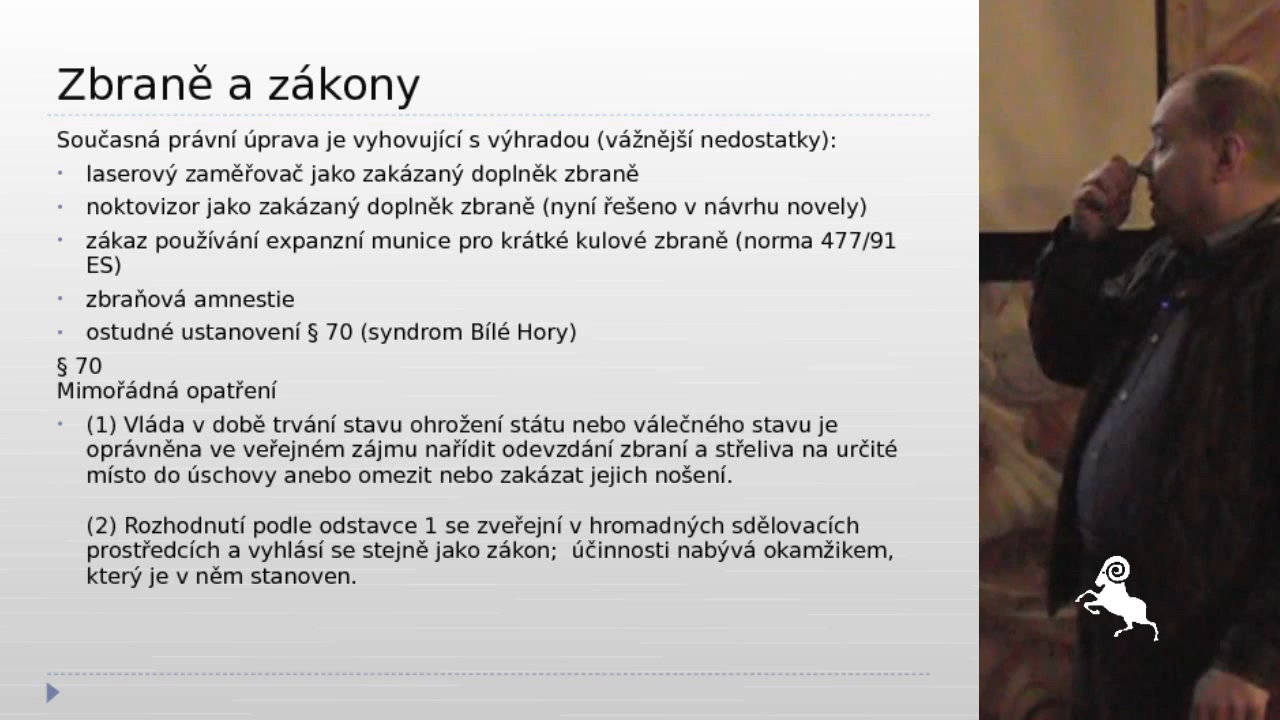 Zbraně a zákony
Současná právní úprava je vyhovující s výhradou (vážnější nedostatky):
laserový zaměřovač jako zakázaný doplněk zbraně
noktovizor jako zakázaný doplněk zbraně (nyní řešeno v návrhu novely)
zákaz používání expanzní munice pro krátké kulové zbraně (norma 477/91
ES)
zbraňová amnestie
ostudné ustanovení § 70 (syndrom Bílé Hory)
§ 70
Mimořádná opatření
(1) Vláda v době trvání stavu ohrožení státu nebo válečného stavu je
oprávněna ve veřejném zájmu nařídit odevzdání zbraní a střeliva na určité
místo do úschovy anebo omezit nebo zakázat jejich nošení.
(2) Rozhodnutí podle odstavce 1 se zveřejní v hromadných sdělovacích
prostředcích a vyhlásí se stejně jako zákon;  účinnosti nabývá okamžikem,
který je v něm stanoven.